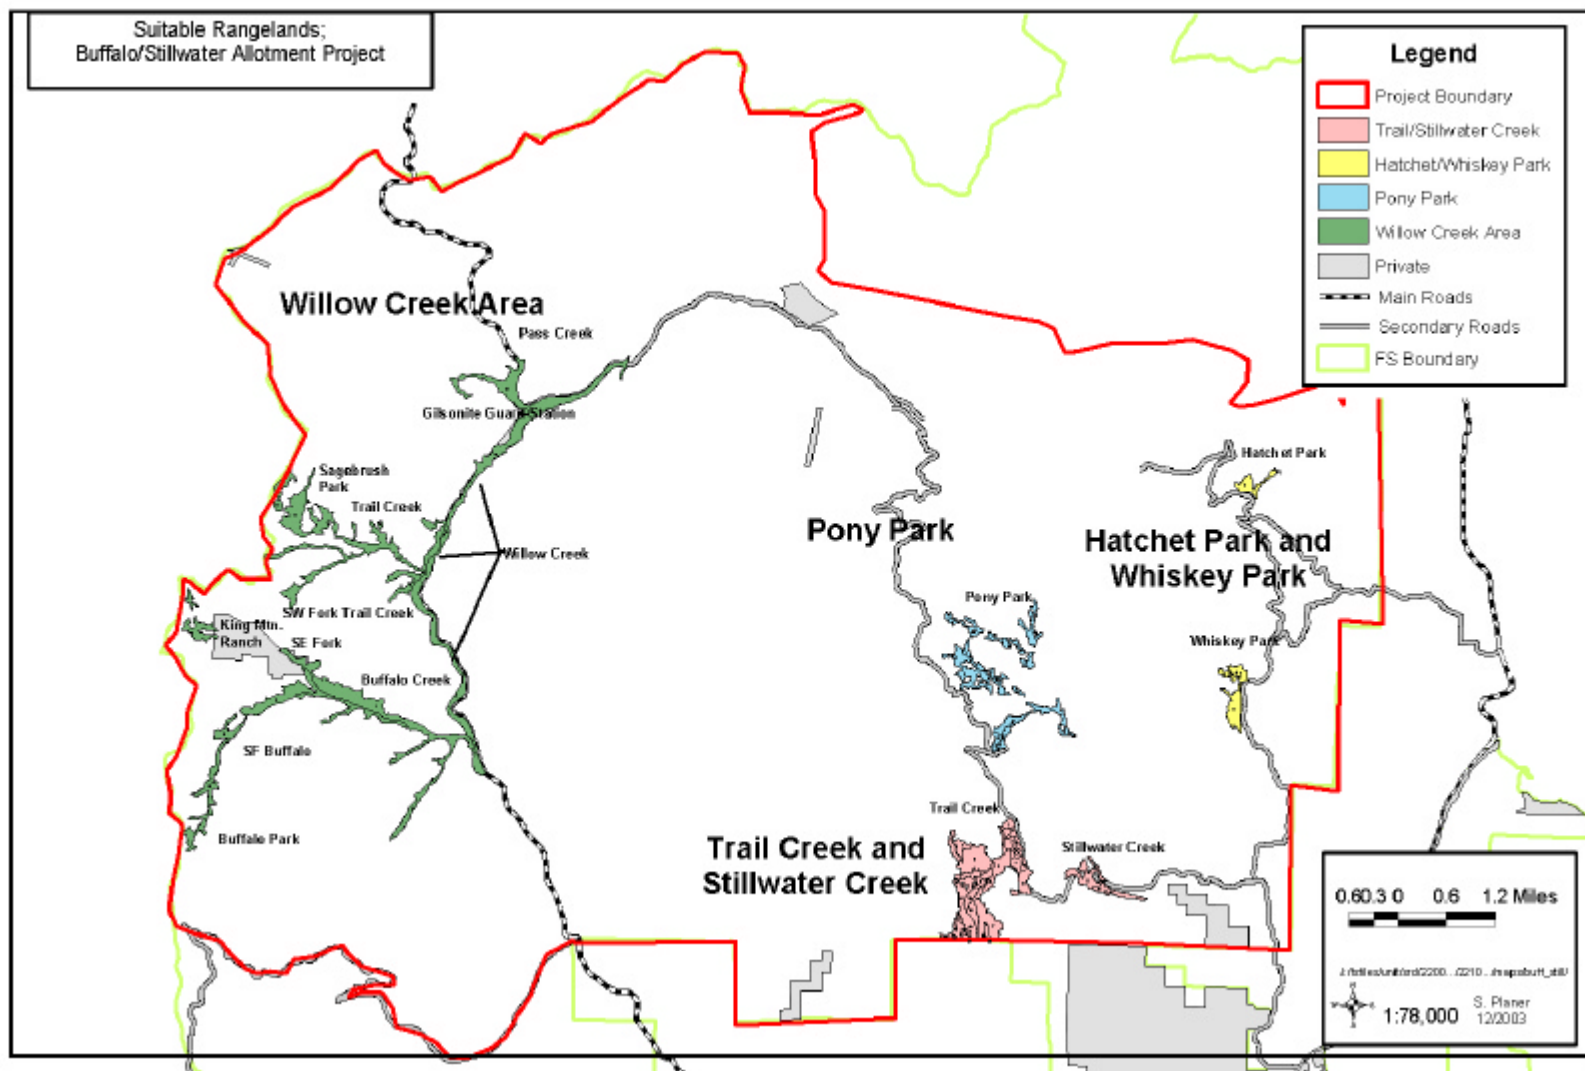 Suitable Rangelands;
Buffalo/Stillwater Allotment Project
Legend
Project Boundary
Trail/Stillwater Creek
Hatchet/Whiskey Park
Pony Park
Willow Creek Area
Private
Main Roads
Secondary Roads
FS Boundary
Willow Creek Area
Pass Creek
Gilsonite Guard Station
Sagebrush
Park
Trail Creek
Willow Creek
SW Fork Trail Creek
King Mtn.
Ranch
SE Fork
Buffalo Creek
SF Buffalo
Buffalo Park
Pony Park
Pony Park
Hatchet Park
Hatchet Park and
Whiskey Park
Whiskey Park
Trail Creek
Stillwater Creek
Trail Creek and
Stillwater Creek
0.60.3 0 0.6 1.2 Miles
1:78,000
S. Planer
12/2003